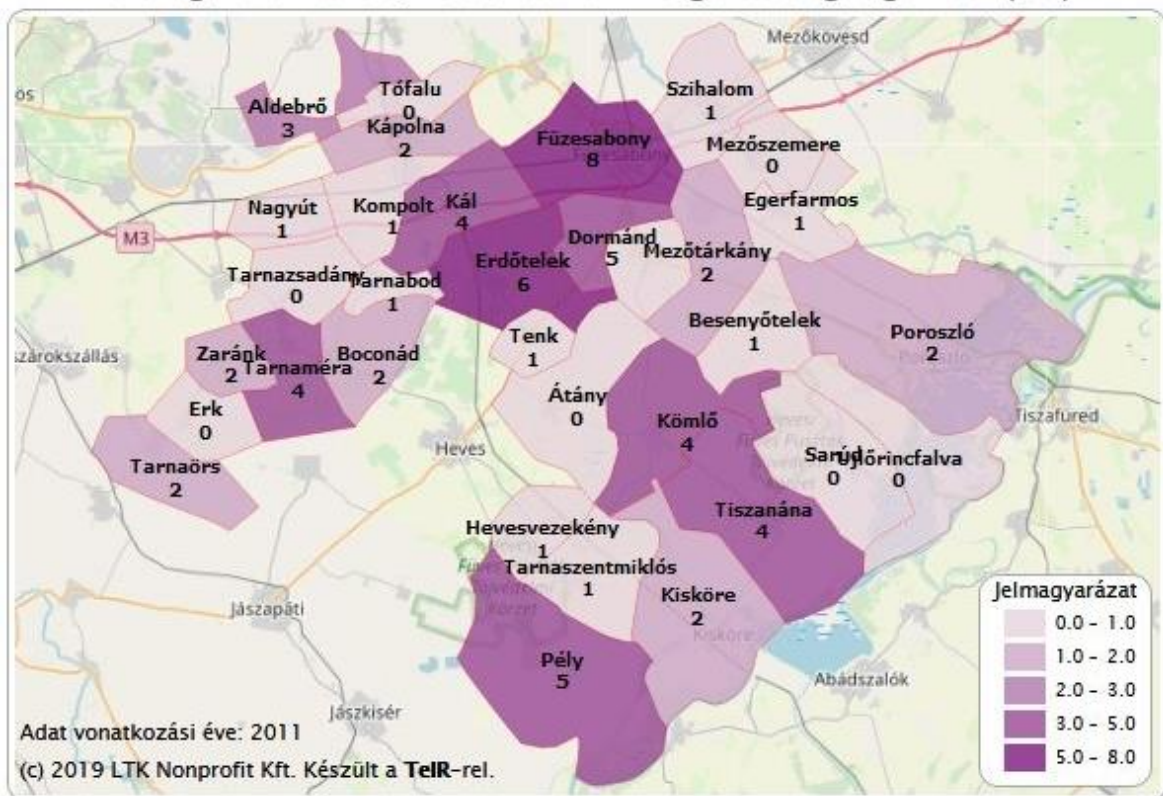 Mezőkövesd
Szihalom
1
Tófalu
0
Aldebrő
3
Kápolna
2
Füzesabony
8
Mezőszemere
0
Egerfarmos
1
Nagyút
1
Kompolt
1
Kál
4
M3
Dormánd
5
Mezőtárkány
2
Erdőtelek
6
Tarnazsadány
0
Tarnabod
1
Besenyőtelek
1
Poroszló
2
Tenk
1
szárokszállás
Zaránk
2
Tarnaméra
4
Boconád
2
Átány
0
Kömlő
4
Tiszafüred
Erk
0
Heves
Sarud
0
Újlőrincfalva
0
Tarnaörs
2
Tiszanána
4
Hevesvezekény
1
Tarnaszentmiklós
1
Kisköre
2
Kisköre
Jászapáti
Pély
5
Abádszalók
Jászkisér
Jelmagyarázat
0.0 - 1.0
1.0 - 2.0
2.0 - 3.0
3.0 - 5.0
5.0 - 8.0
Adat vonatkozási éve: 2011
(c) 2019 LTK Nonprofit Kft. Készült a TeIR-rel.